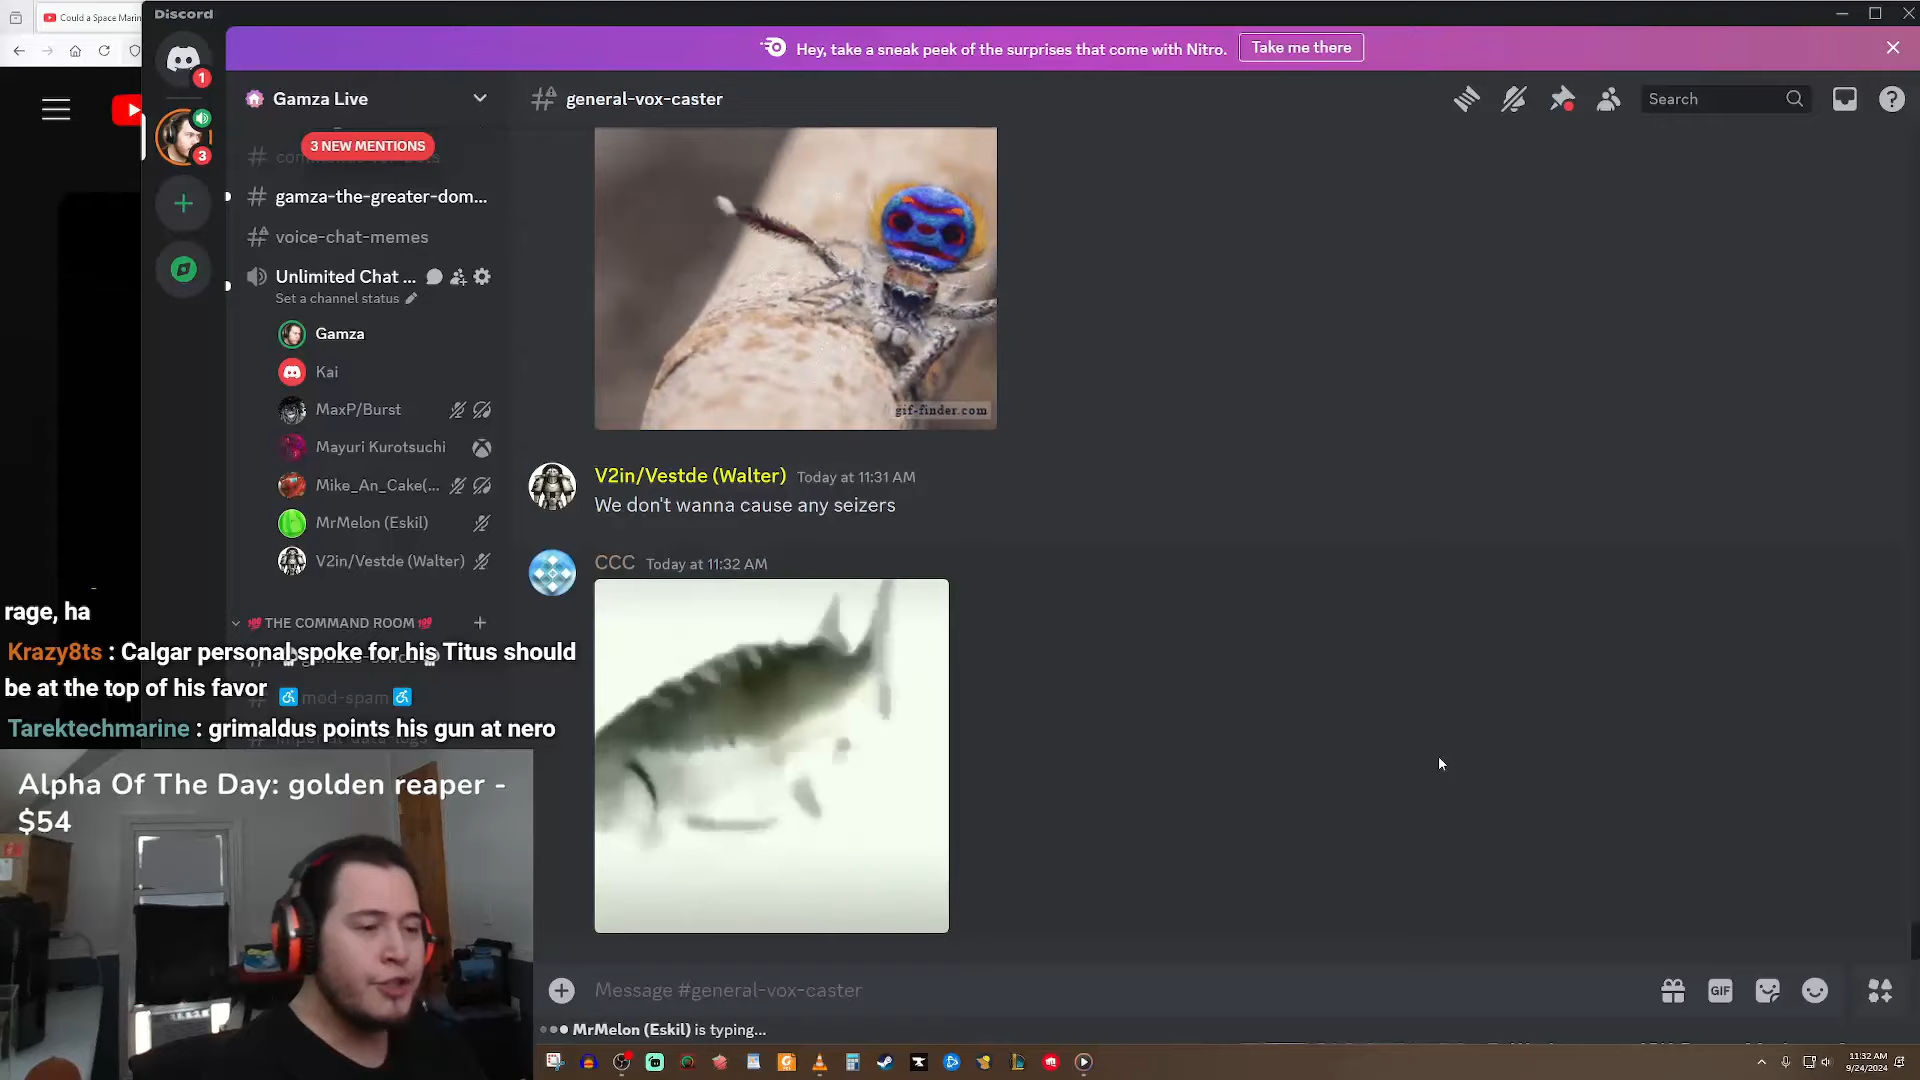 Could a Space Marin
Discord
1
Hey, take a sneak peek of the surprises that come with Nitro.
Take me there
Gamza Live
general-vox-caster
Search
3
3 NEW MENTIONS
gamza-the-greater-dom...
voice-chat-memes
Unlimited Chat ...
Set a channel status
Gamza
Kai
MaxP/Burst
Mayuri Kurotsuchi
Mike_An_Cake(...
MrMelon (Eskil)
V2in/Vestde (Walter)
THE COMMAND ROOM
gif-finder.com
V2in/Vestde (Walter) Today at 11:31 AM
We don't wanna cause any seizers
CCC Today at 11:32 AM
rage, ha
Krazy8ts : Calgar personal spoke for his Titus should
be at the top of his favor
mod-spam
Tarektechmarine : grimaldus points his gun at nero
Alpha Of The Day: golden reaper -
$54
Message #general-vox-caster
GIF
MrMelon (Eskil) is typing...
11:32 AM
9/24/2024